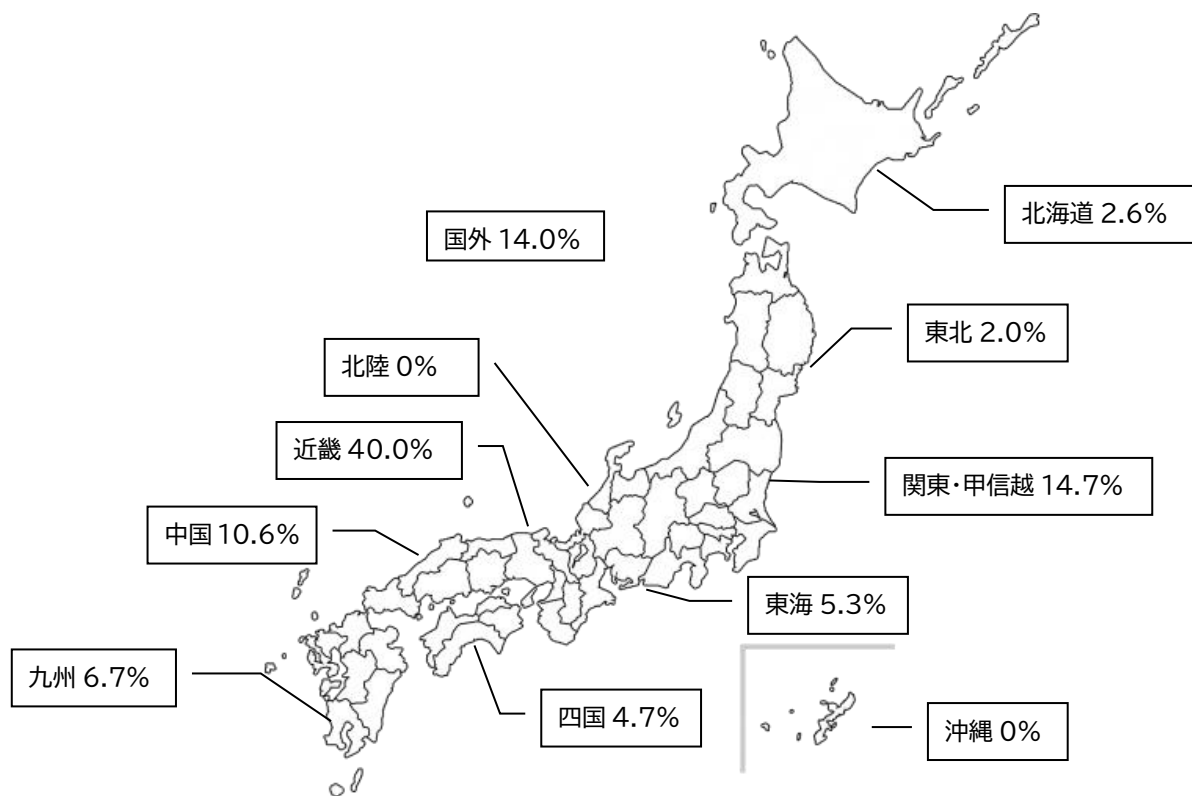 北海道 2.6%
国外 14.0%
東北 2.0%
北陸 0%
近畿 40.0%
関東・甲信越 14.7%
中国 10.6%
東海 5.3%
九州 6.7%
四国 4.7%
沖縄 0%